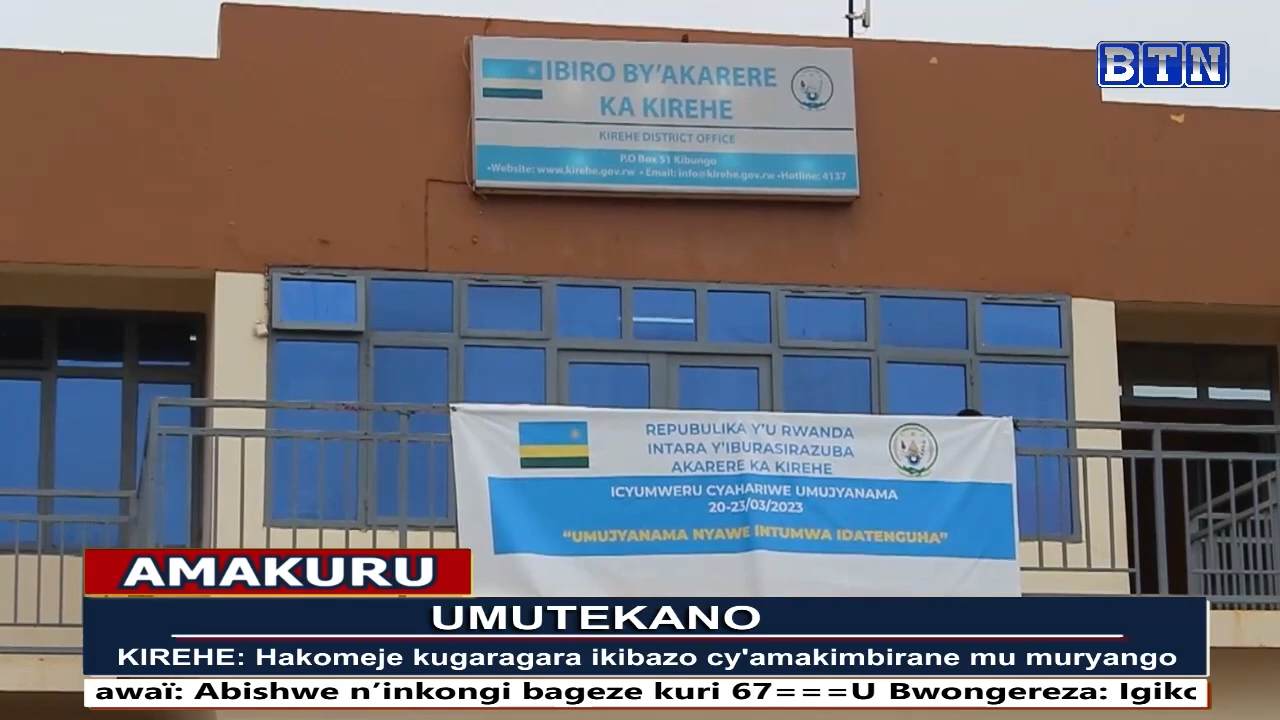 BTN
IBIRO BY'AKARERE
KA KIREHE
KIREHE DISTRICT OFFICE
P.O Box 51 Kibungo
•Website: www.kirehe.gov.rw •Email: info@kirehe.gov.rw •Hotline: 4137
REPUBULIKA Y'U RWANDA
INTARA Y'IBURASIRAZUBA
AKARERE KA KIREHE
ICYUMWERU CYAHARIWE UMUJYANAMA
20-23/03/2023
“UMUJYANAMA NYAWE INTUMWA IDATENGUHA”
AMAKURU
UMUTEKANO
KIREHE: Hakomeje kugaragara ikibazo cy'amakimbirane mu muryango
awaï: Abishwe n’inkongi bageze kuri 67===U Bwongereza: Igikc